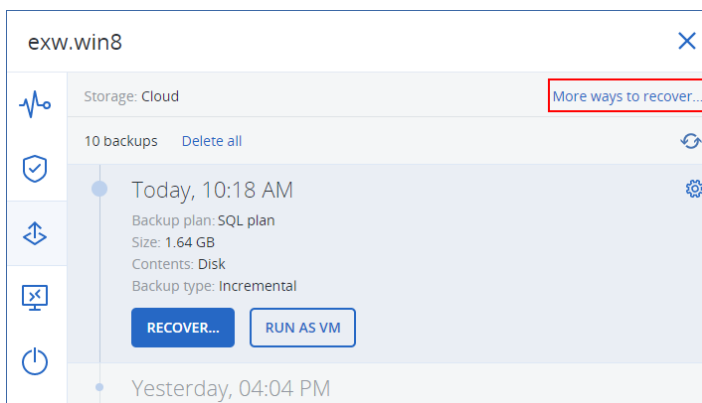 exw.win8
Storage: Cloud
More ways to recover...
10 backups Delete all
Today, 10:18 AM
Backup plan: SQL plan
Size: 1.64 GB
Contents: Disk
Backup type: Incremental
RECOVER... RUN AS VM
Yesterday, 04:04 PM